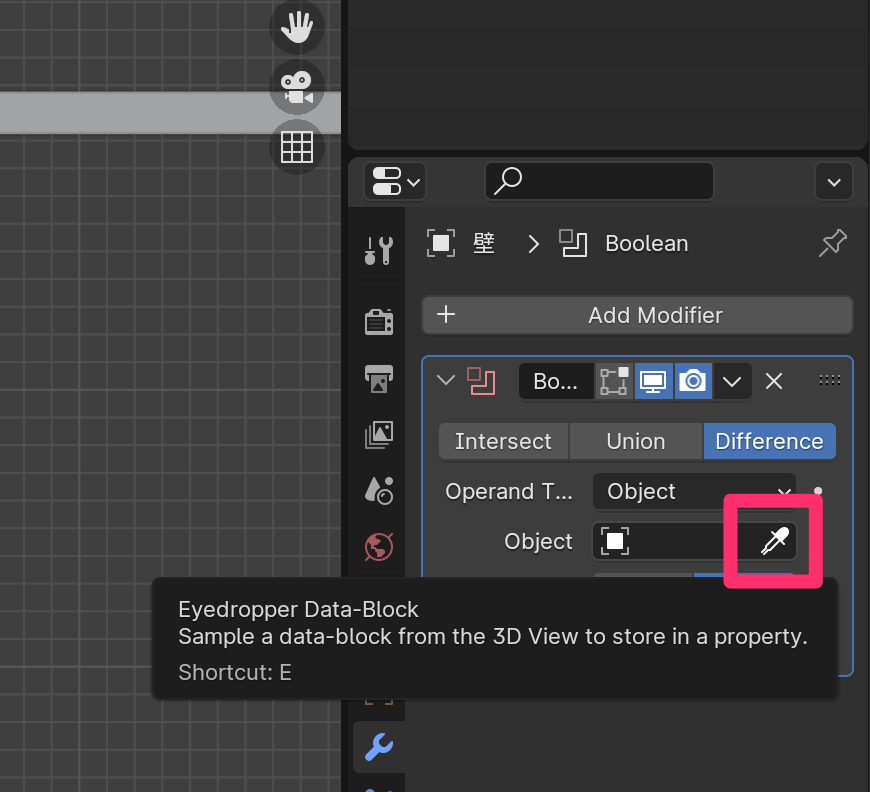 壁
Boolean
Add Modifier
Bo...
Intersect
Union
Difference
Operand T...
Object
Object
Eyedropper Data-Block
Sample a data-block from the 3D View to store in a property.
Shortcut: E